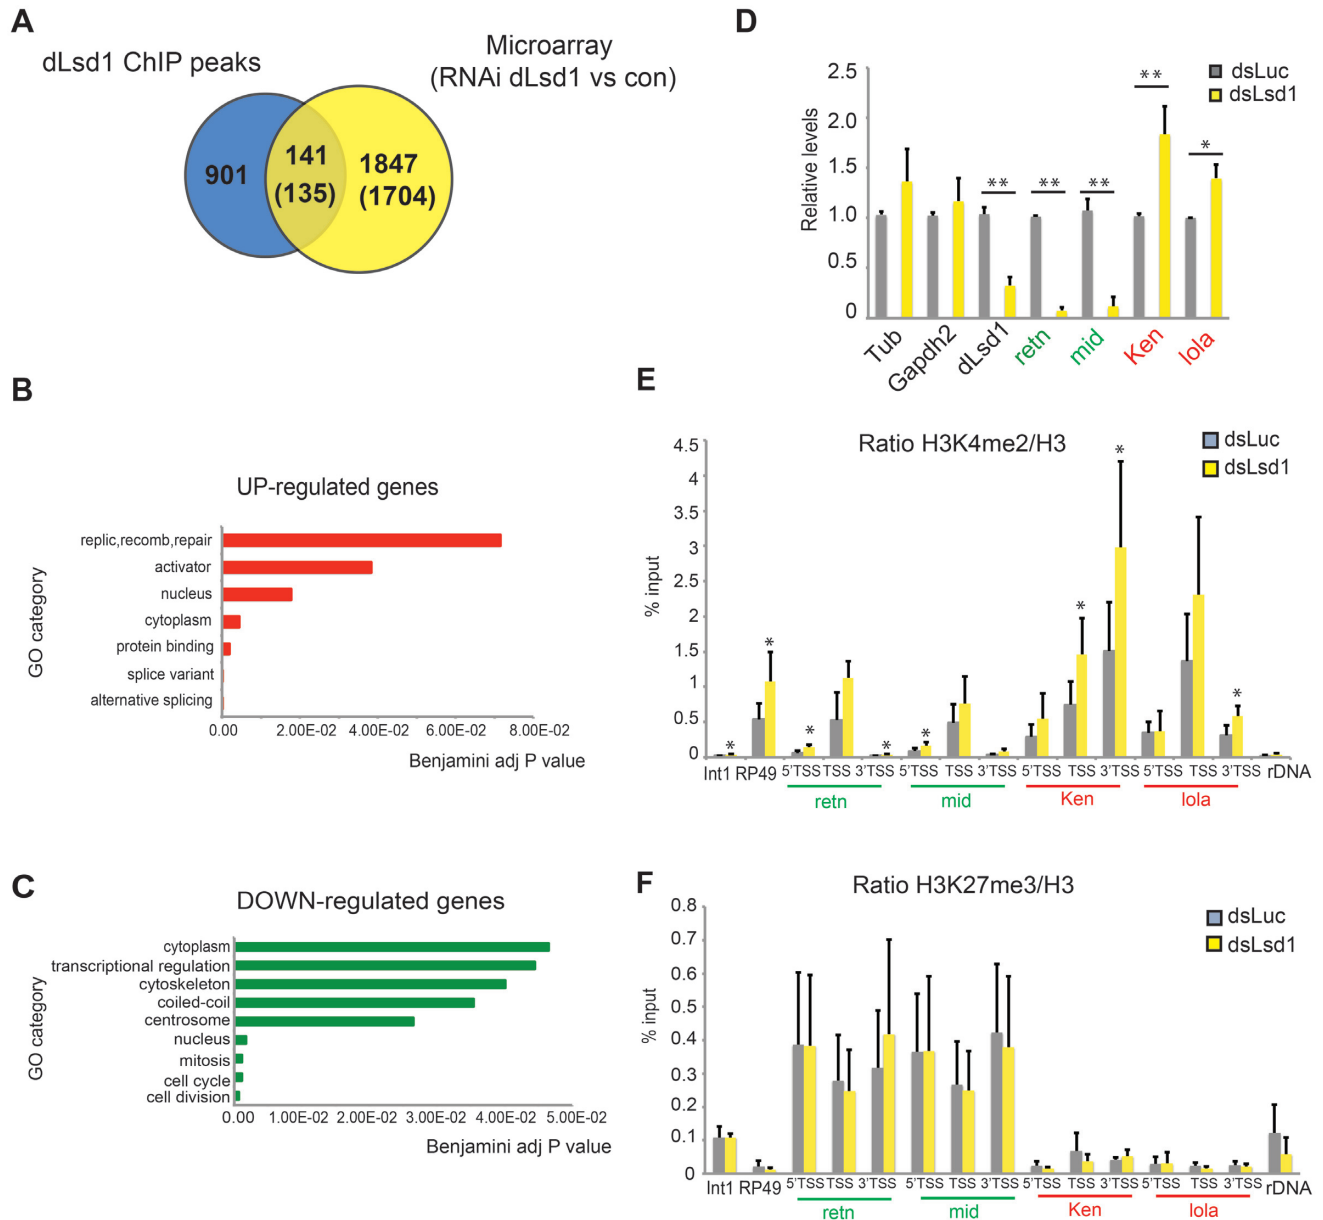 A
dLsd1 ChIP peaks
Microarray
(RNAi dLsd1 vs con)
901
141
(135)
1847
(1704)
B
UP-regulated genes
GO category
replic,recomb,repair
activator
nucleus
cytoplasm
protein binding
splice variant
alternative splicing
0.00 2.00E-02 4.00E-02 6.00E-02 8.00E-02
Benjamini adj P value
C
DOWN-regulated genes
GO category
cytoplasm
transcriptional regulation
cytoskeleton
coiled-coil
centrosome
nucleus
mitosis
cell cycle
cell division
0.00 1.00E-02 2.00E-02 3.00E-02 4.00E-02 5.00E-02
Benjamini adj P value
D
dsLuc
dsLsd1
Relative levels
2.5
2.0
1.5
1.0
0.5
0
** ** ** ** *
Tub Gapdh2 dLsd1 retn mid Ken lola
E
Ratio H3K4me2/H3
dsLuc
dsLsd1
% input
4.5
4
3.5
3
2.5
2
1.5
1
0.5
0
* * * * * * * *
Int1 RP49 5'TSS TSS 3'TSS 5'TSS TSS 3'TSS 5'TSS TSS 3'TSS 5'TSS TSS 3'TSS rDNA
retn mid Ken lola
F
Ratio H3K27me3/H3
dsLuc
dsLsd1
% input
0.8
0.7
0.6
0.5
0.4
0.3
0.2
0.1
0
Int1 RP49 5'TSS TSS 3'TSS 5'TSS TSS 3'TSS 5'TSS TSS 3'TSS 5'TSS TSS 3'TSS rDNA
retn mid Ken lola